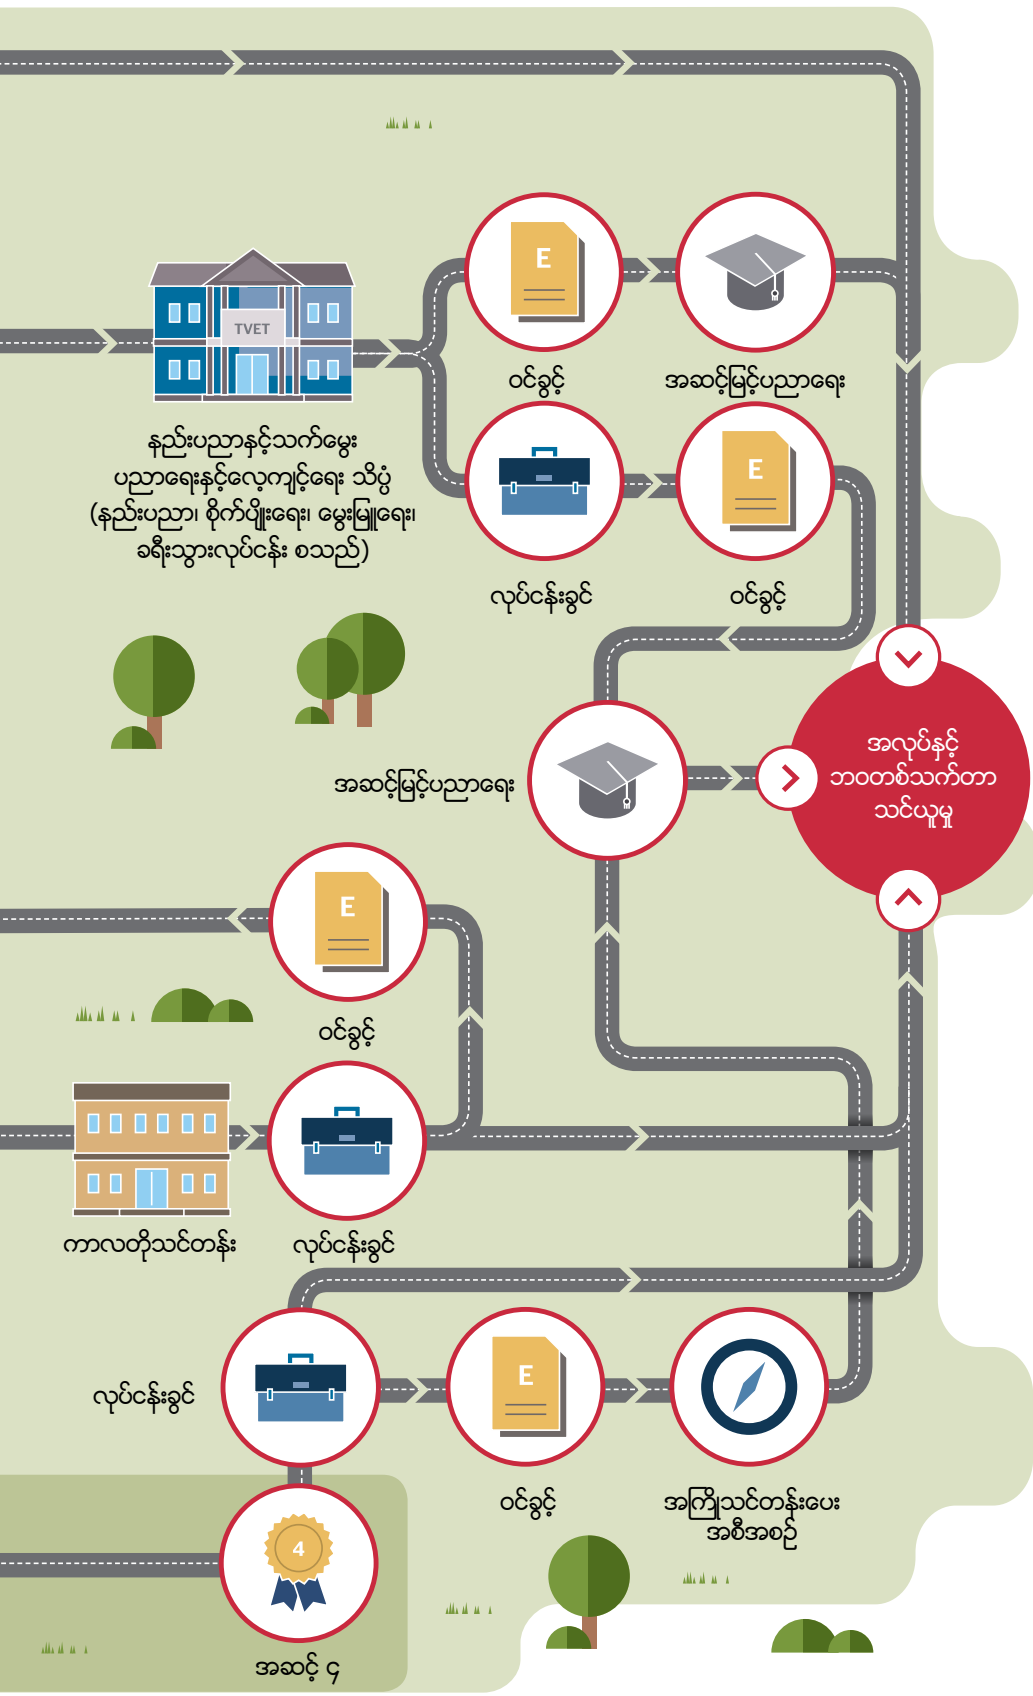 E
TVET
ဝင်ခွင့်
အဆင့်မြင့်ပညာရေး
နည်းပညာနှင့်သက်မွေး
ပညာရေးနှင့်လေ့ကျင့်ရေး သိပ္ပံ
(နည်းပညာ၊ စိုက်ပျိုးရေး၊ မွေးမြူရေး၊
ခရီးသွားလုပ်ငန်း စသည်)
E
လုပ်ငန်းခွင်
ဝင်ခွင့်
အလုပ်နှင့်
ဘဝတစ်သက်တာ
သင်ယူမှု
အဆင့်မြင့်ပညာရေး
E
ဝင်ခွင့်
ကာလတိုသင်တန်း
လုပ်ငန်းခွင်
E
လုပ်ငန်းခွင်
ဝင်ခွင့်
အကြိုသင်တန်းပေး
အစီအစဉ်
4
အဆင့် ၄